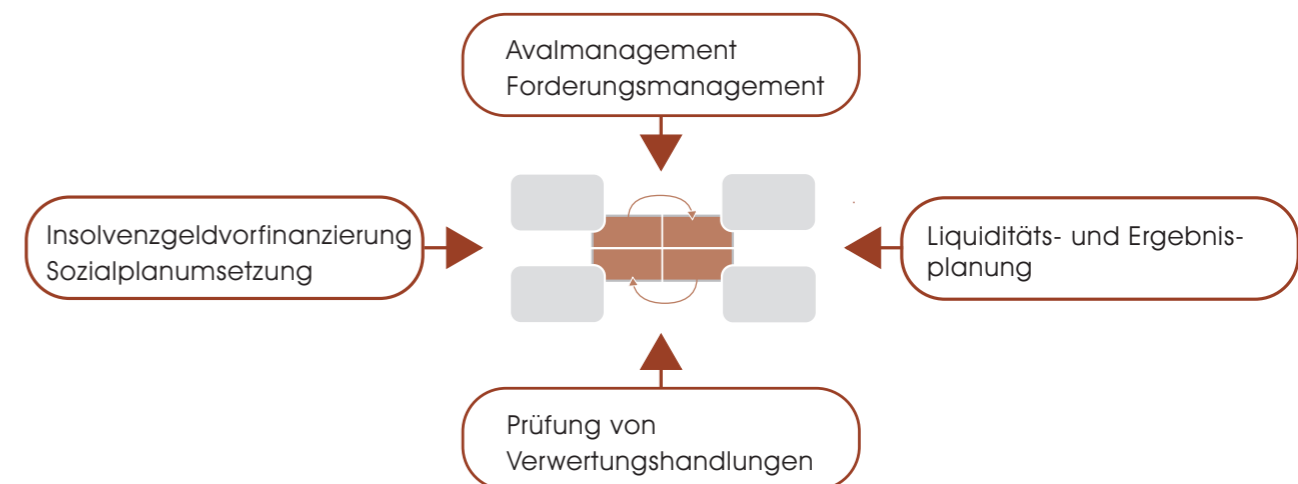 Avalmanagement
Forderungsmanagement
Insolvenzgeldvorfinanzierung
Sozialplanumsetzung
Liquiditäts- und Ergebnis-
planung
Prüfung von
Verwertungshandlungen